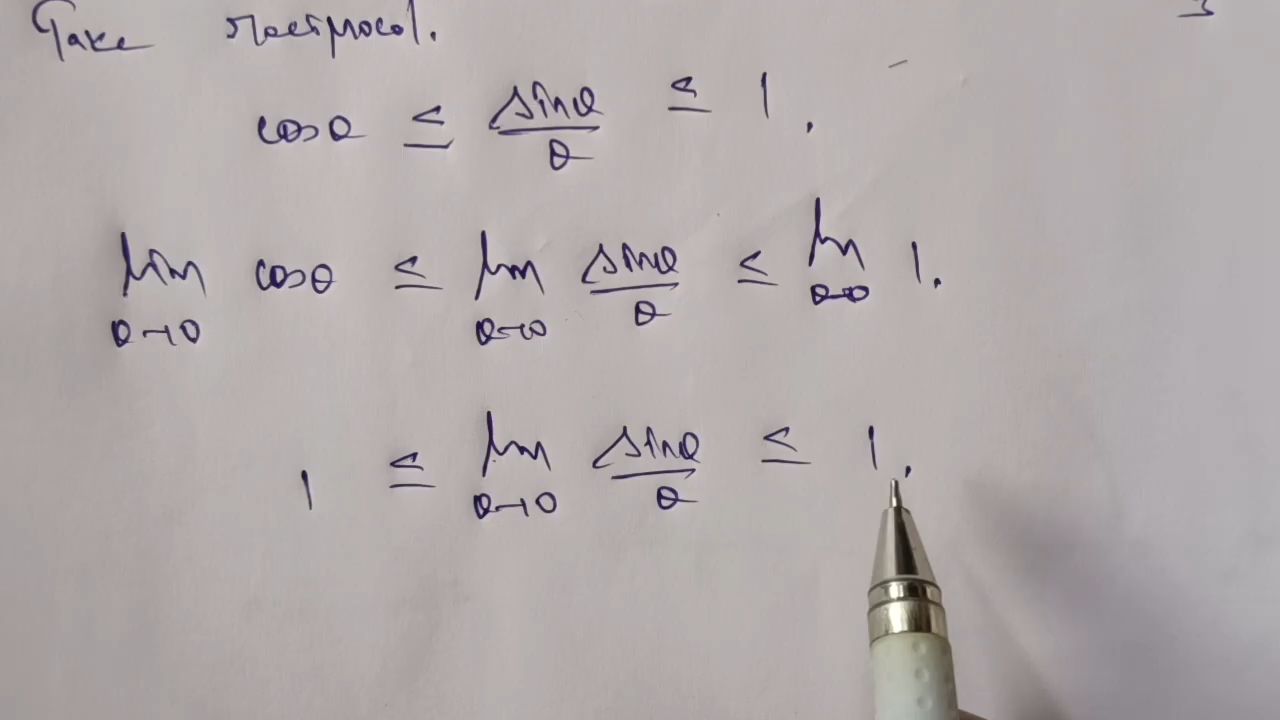 Take reciprocal.
cosθ ≤ sinθ/θ ≤ 1.
lim θ→0 cosθ ≤ lim θ→0 sinθ/θ ≤ lim θ→0 1.
1 ≤ lim θ→0 sinθ/θ ≤ 1.